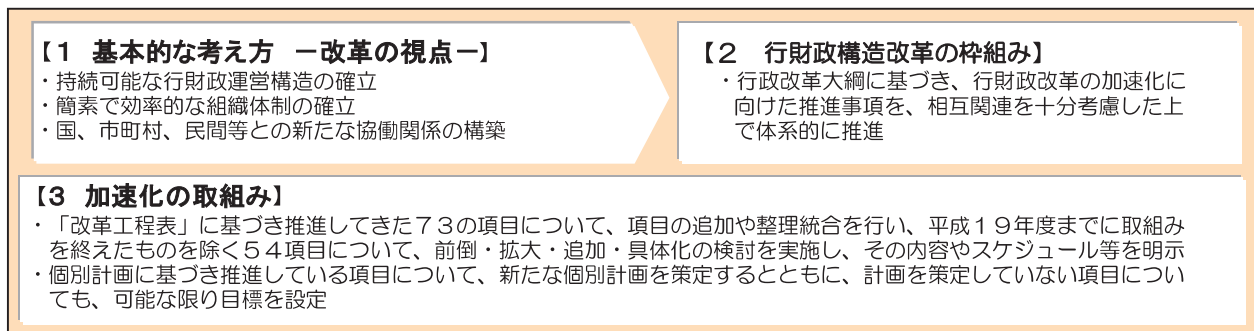 【１ 基本的な考え方 －改革の視点－】
・持続可能な行財政運営構造の確立
・簡素で効率的な組織体制の確立
・国、市町村、民間等との新たな協働関係の構築
【２ 行財政構造改革の枠組み】
・行政改革大綱に基づき、行財政改革の加速化に
向けた推進事項を、相互関連を十分考慮した上
で体系的に推進
【３ 加速化の取組み】
・「改革工程表」に基づき推進してきた７３の項目について、項目の追加や整理統合を行い、平成１９年度までに取組み
を終えたものを除く５４項目について、前倒・拡大・追加・具体化の検討を実施し、その内容やスケジュール等を明示
・個別計画に基づき推進している項目について、新たな個別計画を策定するとともに、計画を策定していない項目につい
ても、可能な限り目標を設定